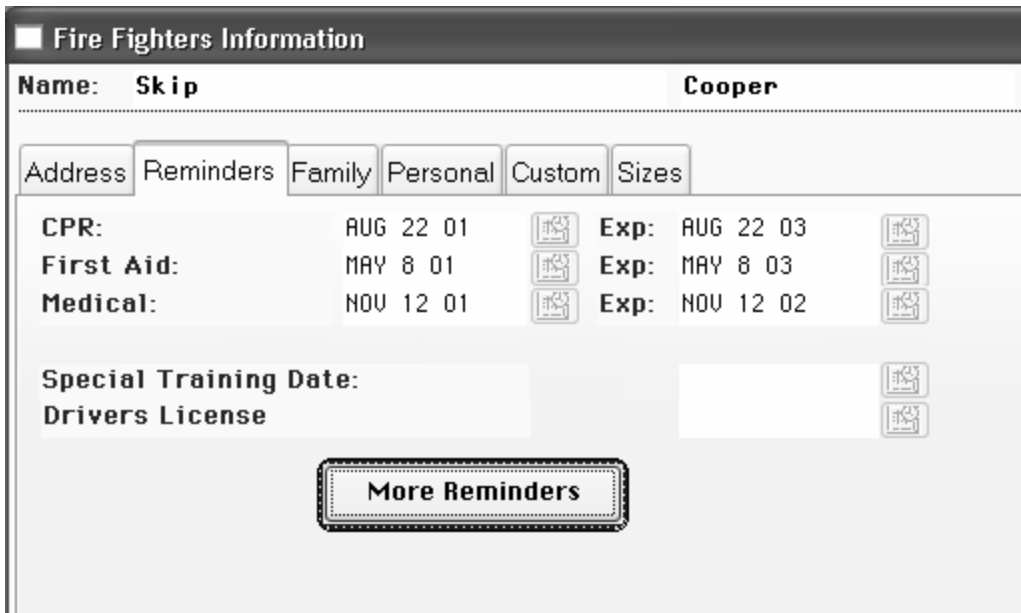 Fire Fighters Information
Name: Skip Cooper
Address Reminders Family Personal Custom Sizes
CPR: AUG 22 01 Exp: AUG 22 03
First Aid: MAY 8 01 Exp: MAY 8 03
Medical: NOV 12 01 Exp: NOV 12 02
Special Training Date:
Drivers License
More Reminders